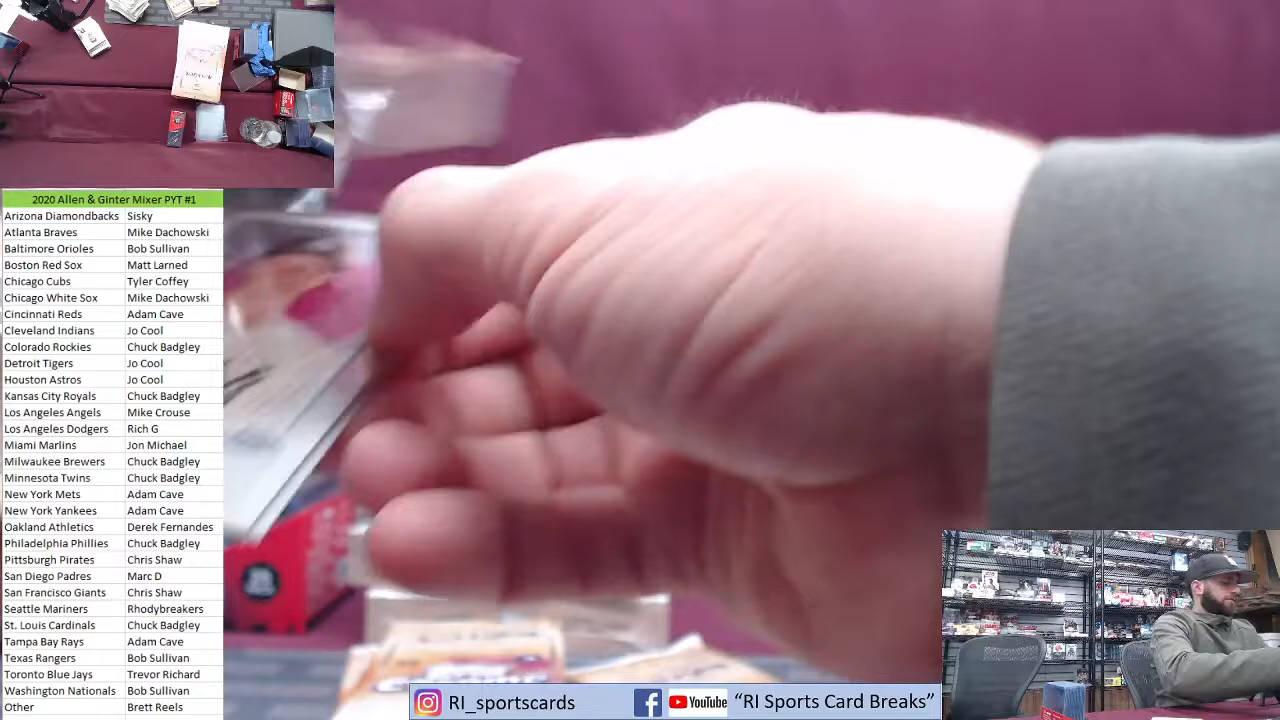 2020 Allen & Ginter Mixer PYT #1
Arizona Diamondbacks Sisky
Atlanta Braves Mike Dachowski
Baltimore Orioles Bob Sullivan
Boston Red Sox Matt Larned
Chicago Cubs Tyler Coffey
Chicago White Sox Mike Dachowski
Cincinnati Reds Adam Cave
Cleveland Indians Jo Cool
Colorado Rockies Chuck Badgley
Detroit Tigers Jo Cool
Houston Astros Jo Cool
Kansas City Royals Chuck Badgley
Los Angeles Angels Mike Crouse
Los Angeles Dodgers Rich G
Miami Marlins Jon Michael
Milwaukee Brewers Chuck Badgley
Minnesota Twins Chuck Badgley
New York Mets Adam Cave
New York Yankees Adam Cave
Oakland Athletics Derek Fernandes
Philadelphia Phillies Chuck Badgley
Pittsburgh Pirates Chris Shaw
San Diego Padres Marc D
San Francisco Giants Chris Shaw
Seattle Mariners Rhodybreakers
St. Louis Cardinals Chuck Badgley
Tampa Bay Rays Adam Cave
Texas Rangers Bob Sullivan
Toronto Blue Jays Trevor Richard
Washington Nationals Bob Sullivan
Other Brett Reels
RI_sportscards YouTube "RI Sports Card Breaks"